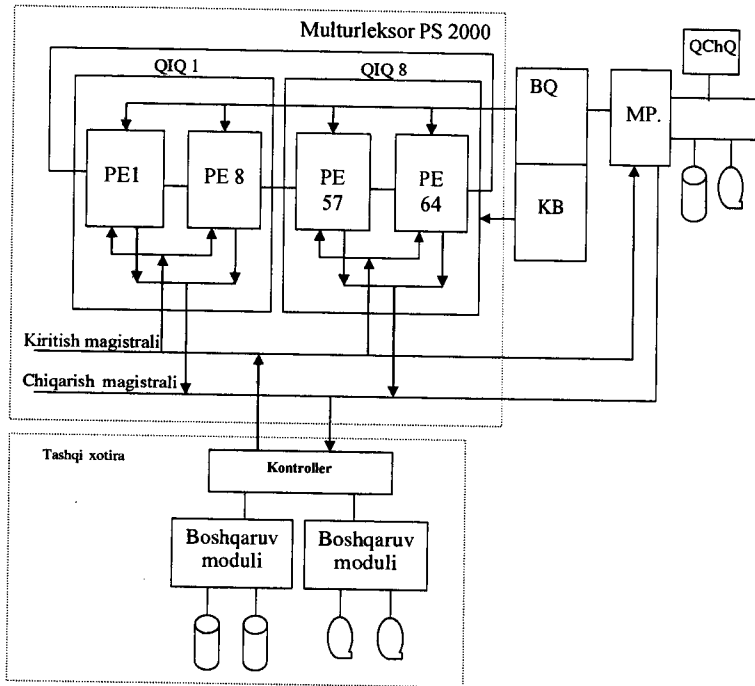 Multurleksor PS 2000
QChQ
QIQ 1
QIQ 8
BQ
MP.
PE1
PE 8
PE
57
PE
64
KB
Kiritish magistrali
Chiqarish magistrali
Tashqi xotira
Kontroller
Boshqaruv
moduli
Boshqaruv
moduli